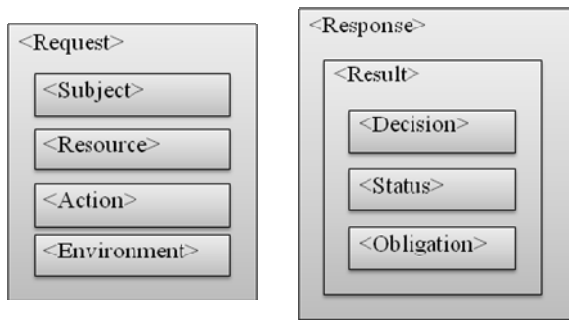 <Request>
<Subject>
<Resource>
<Action>
<Environment>
<Response>
<Result>
<Decision>
<Status>
<Obligation>